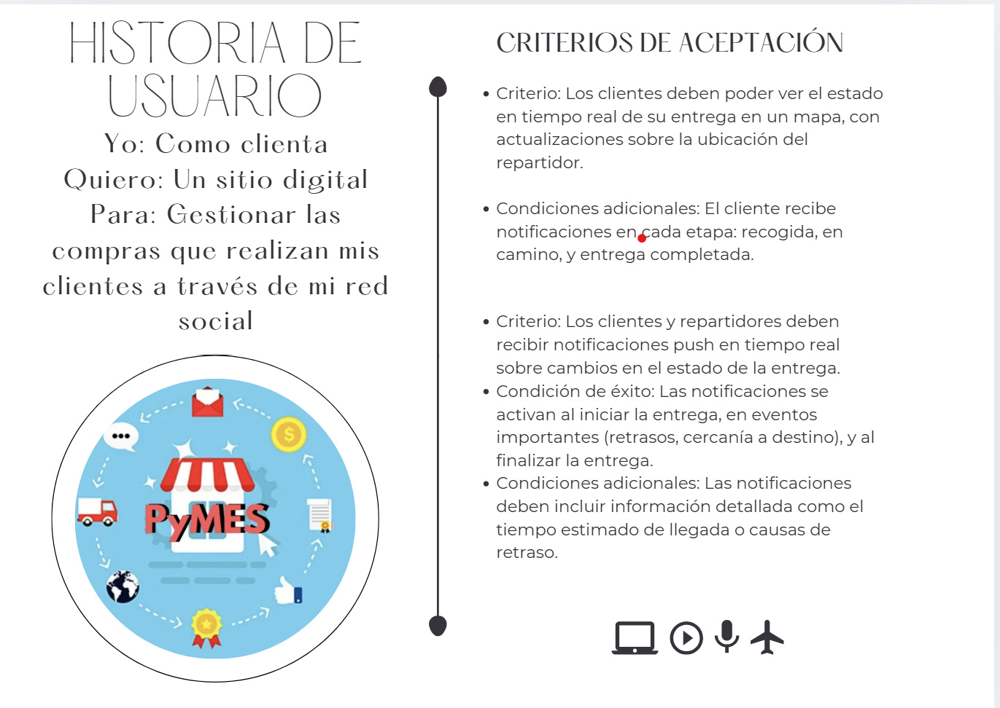 HISTORIA DE
USUARIO
Yo: Como clienta
Quiero: Un sitio digital
Para: Gestionar las
compras que realizan mis
clientes a través de mi red
social
PyMES
CRITERIOS DE ACEPTACIÓN
• Criterio: Los clientes deben poder ver el estado
en tiempo real de su entrega en un mapa, con
actualizaciones sobre la ubicación del
repartidor.
• Condiciones adicionales: El cliente recibe
notificaciones en cada etapa: recogida, en
camino, y entrega completada.
• Criterio: Los clientes y repartidores deben
recibir notificaciones push en tiempo real
sobre cambios en el estado de la entrega.
• Condición de éxito: Las notificaciones se
activan al iniciar la entrega, en eventos
importantes (retrasos, cercanía a destino), y al
finalizar la entrega.
• Condiciones adicionales: Las notificaciones
deben incluir información detallada como el
tiempo estimado de llegada o causas de
retraso.